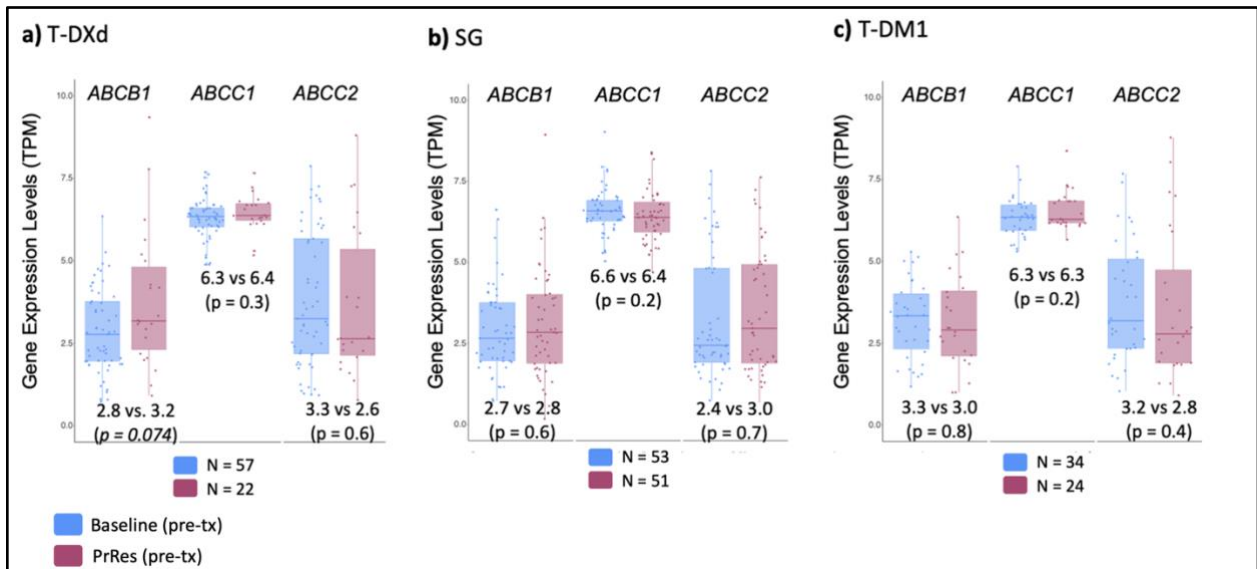 a) T-DXd
Gene Expression Levels (TPM)
10.0
7.5
5.0
2.5
0.0
ABCB1
ABCC1
ABCC2
2.8 vs. 3.2
(p = 0.074)
6.3 vs 6.4
(p = 0.3)
3.3 vs 2.6
(p = 0.6)
N = 57
N = 22
b) SG
Gene Expression Levels (TPM)
10.0
7.5
5.0
2.5
0.0
ABCB1
ABCC1
ABCC2
2.7 vs 2.8
(p = 0.6)
6.6 vs 6.4
(p = 0.2)
2.4 vs 3.0
(p = 0.7)
N = 53
N = 51
c) T-DM1
Gene Expression Levels (TPM)
10.0
7.5
5.0
2.5
0.0
ABCB1
ABCC1
ABCC2
3.3 vs 3.0
(p = 0.8)
6.3 vs 6.3
(p = 0.2)
3.2 vs 2.8
(p = 0.4)
N = 34
N = 24
Baseline (pre-tx)
PrRes (pre-tx)